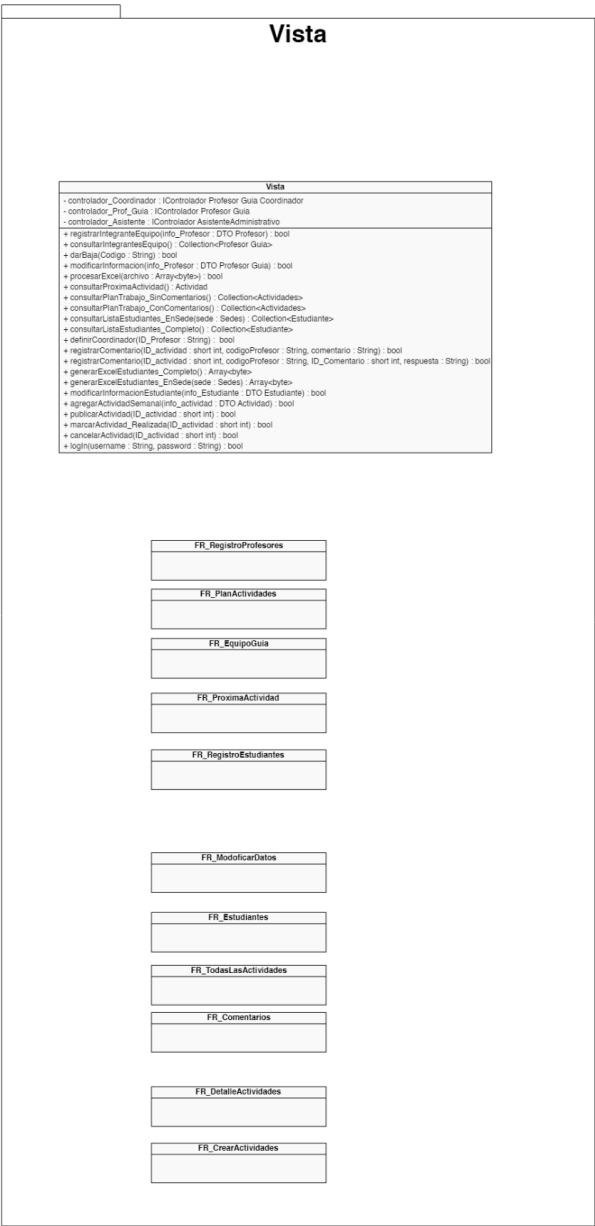 Vista
Vista
- controlador_Coordinador : IControlador Profesor Guia Coordinador
- controlador_Prof_Guia : IControlador Profesor Guia
- controlador_Asistente : IControlador AsistenteAdministrativo
+ registrarIntegranteEquipo(info_Profesor : DTO Profesor) : bool
+ consultarIntegrantesEquipo() : Collection<Profesor Guia>
+ darBaja(Codigo : String) : bool
+ modificarInformacion(info_Profesor : DTO Profesor Guia) : bool
+ procesarExcel(archivo : Array<byte>) : bool
+ consultarProximaActividad() : Actividad
+ consultarPlanTrabajo_SinComentarios() : Collection<Actividades>
+ consultarPlanTrabajo_ConComentarios() : Collection<Actividades>
+ consultarListaEstudiantes_EnSede(sede : Sedes) : Collection<Estudiante>
+ consultarListaEstudiantes_Completo() : Collection<Estudiante>
+ definirCoordinador(ID_Profesor : String) : bool
+ registrarComentario(ID_actividad : short int, codigoProfesor : String, comentario : String) : bool
+ registrarComentario(ID_actividad : short int, codigoProfesor : String, ID_Comentario : short int, respuesta : String) : bool
+ generarExcelEstudiantes_Completo() : Array<byte>
+ generarExcelEstudiantes_EnSede(sede : Sedes) : Array<byte>
+ modificarInformacionEstudiante(info_Estudiante : DTO Estudiante) : bool
+ agregarActividadSemanal(info_actividad : DTO Actividad) : bool
+ publicarActividad(ID_actividad : short int) : bool
+ marcarActividad_Realizada(ID_actividad : short int) : bool
+ cancelarActividad(ID_actividad : short int) : bool
+ logIn(username : String, password : String) : bool
FR_RegistroProfesores
FR_PlanActividades
FR_EquipoGuia
FR_ProximaActividad
FR_RegistroEstudiantes
FR_ModoficarDatos
FR_Estudiantes
FR_TodasLasActividades
FR_Comentarios
FR_DetalleActividades
FR_CrearActividades